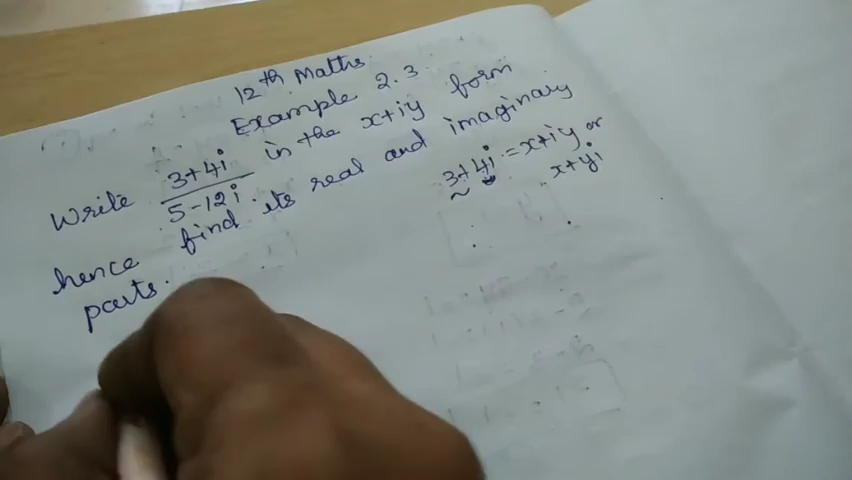 12th Maths
Example 2.3
Write 3+4i/5-12i in the x+iy form
hence find its real and imaginary
parts.
3+4i = x+iy or
x+yi